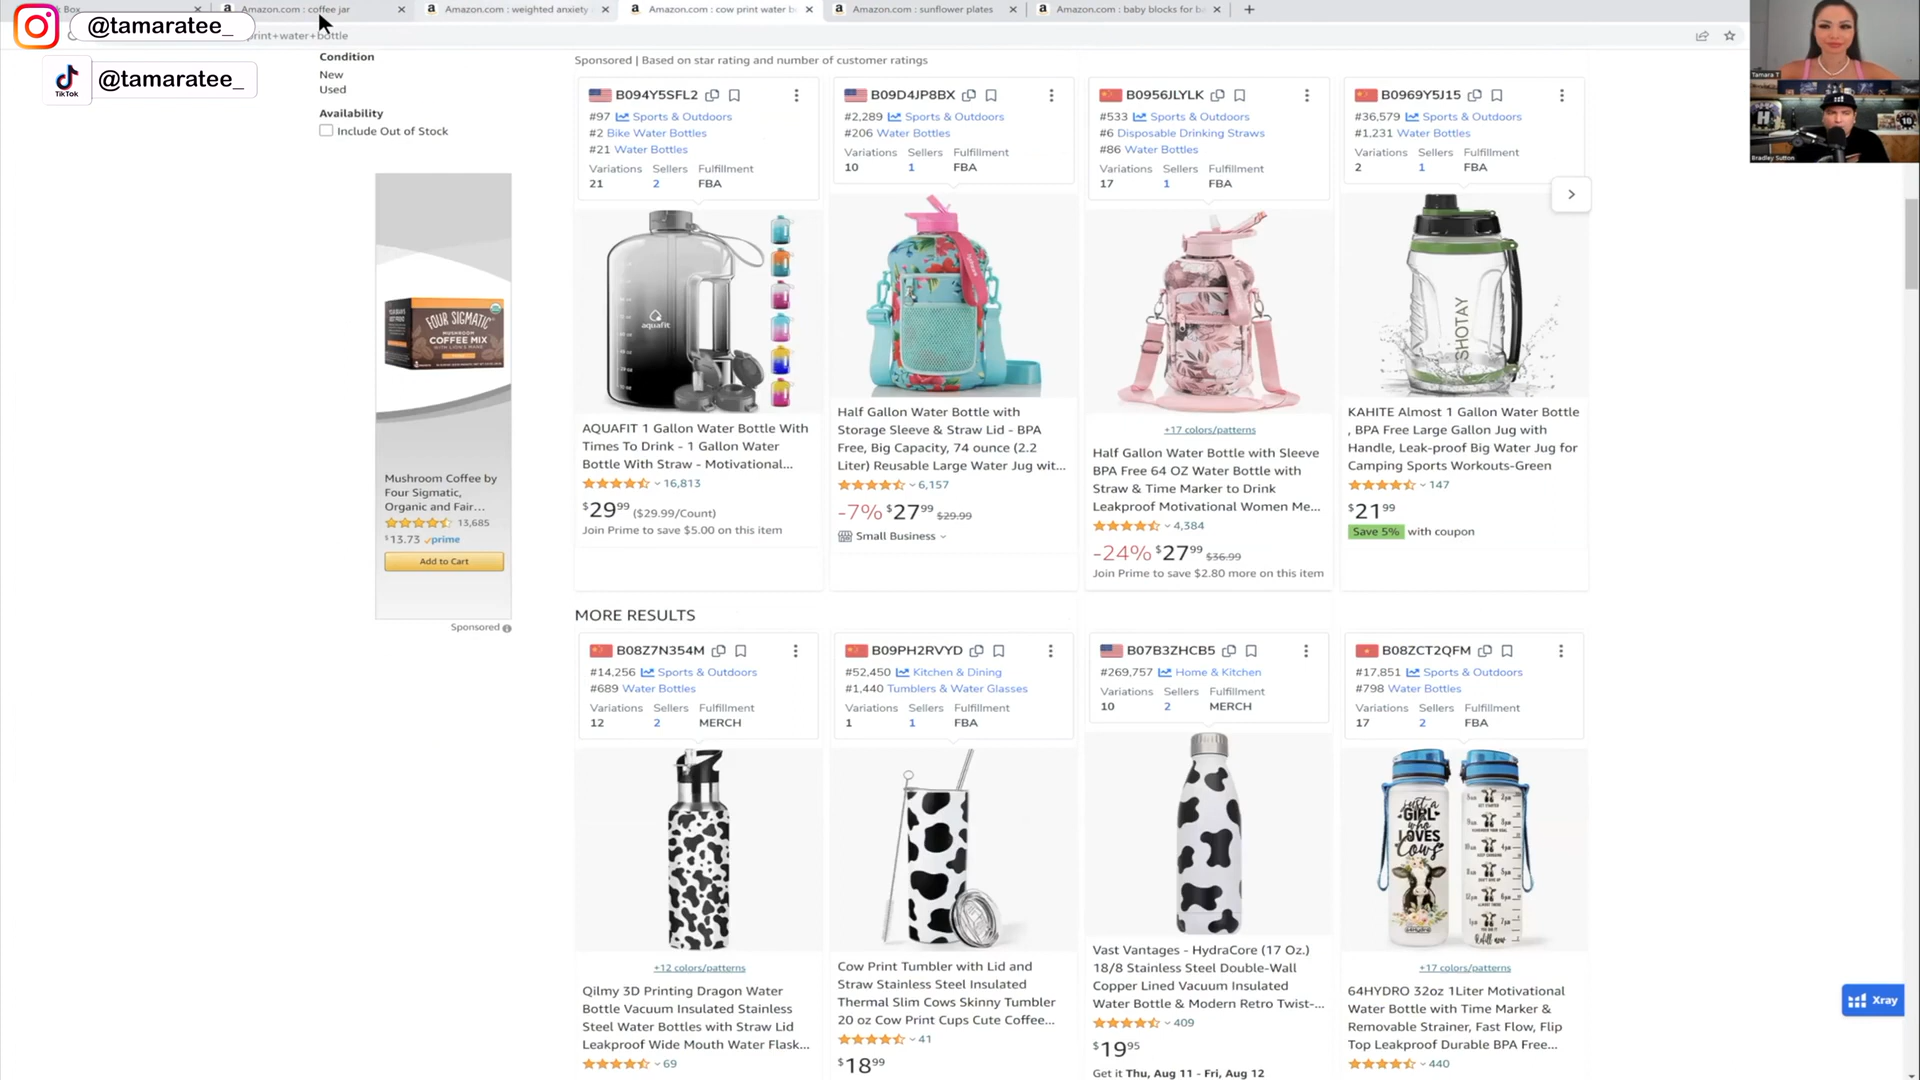 k Box
Amazon.com : coffee jar
Amazon.com : weighted anxiety
Amazon.com : cow print water b
Amazon.com : sunflower plates
Amazon.com : baby blocks for ba
@tamaratee_
print+water+bottle
TikTok
@tamaratee_
Tamara T
Bradley Sutton
Condition
New
Used
Availability
Include Out of Stock
FOUR SIGMATIC
MUSHROOM
COFFEE MIX
WITH LION'S MANE
Mushroom Coffee by
Four Sigmatic,
Organic and Fair...
13,685
$13.73 prime
Add to Cart
Sponsored
Sponsored | Based on star rating and number of customer ratings
B094Y5SFL2
#97 Sports & Outdoors
#2 Bike Water Bottles
#21 Water Bottles
Variations Sellers Fulfillment
21 2 FBA
aquafit
AQUAFIT 1 Gallon Water Bottle With
Times To Drink - 1 Gallon Water
Bottle With Straw - Motivational...
16,813
$29.99 ($29.99/Count)
Join Prime to save $5.00 on this item
B09D4JP8BX
#2,289 Sports & Outdoors
#206 Water Bottles
Variations Sellers Fulfillment
10 1 FBA
Half Gallon Water Bottle with
Storage Sleeve & Straw Lid - BPA
Free, Big Capacity, 74 ounce (2.2
Liter) Reusable Large Water Jug wit...
6,157
-7% $27.99 $29.99
Small Business
B0956JLYLK
#533 Sports & Outdoors
#6 Disposable Drinking Straws
#86 Water Bottles
Variations Sellers Fulfillment
17 1 FBA
+17 colors/patterns
Half Gallon Water Bottle with Sleeve
BPA Free 64 OZ Water Bottle with
Straw & Time Marker to Drink
Leakproof Motivational Women Me...
4,384
-24% $27.99 $36.99
Join Prime to save $2.80 more on this item
B0969Y5J15
#36,579 Sports & Outdoors
#1,231 Water Bottles
Variations Sellers Fulfillment
2 1 FBA
SHOTAY
KAHITE Almost 1 Gallon Water Bottle
, BPA Free Large Gallon Jug with
Handle, Leak-proof Big Water Jug for
Camping Sports Workouts-Green
147
$21.99
Save 5% with coupon
MORE RESULTS
B08Z7N354M
#14,256 Sports & Outdoors
#689 Water Bottles
Variations Sellers Fulfillment
12 2 MERCH
+12 colors/patterns
Qilmy 3D Printing Dragon Water
Bottle Vacuum Insulated Stainless
Steel Water Bottles with Straw Lid
Leakproof Wide Mouth Water Flask...
69
B09PH2RVYD
#52,450 Kitchen & Dining
#1,440 Tumblers & Water Glasses
Variations Sellers Fulfillment
1 1 FBA
Cow Print Tumbler with Lid and
Straw Stainless Steel Insulated
Thermal Slim Cows Skinny Tumbler
20 oz Cow Print Cups Cute Coffee...
41
$18.99
B07B3ZHCB5
#269,757 Home & Kitchen
Variations Sellers Fulfillment
10 2 MERCH
Vast Vantages - HydraCore (17 Oz.)
18/8 Stainless Steel Double-Wall
Copper Lined Vacuum Insulated
Water Bottle & Modern Retro Twist-...
409
$19.95
Get it Thu, Aug 11 - Fri, Aug 12
B08ZCT2QFM
#17,851 Sports & Outdoors
#798 Water Bottles
Variations Sellers Fulfillment
17 2 FBA
just a
GIRL
who
LOVES
Cows
Refill now
+17 colors/patterns
64HYDRO 32oz 1Liter Motivational
Water Bottle with Time Marker &
Removable Strainer, Fast Flow, Flip
Top Leakproof Durable BPA Free...
440
Xray